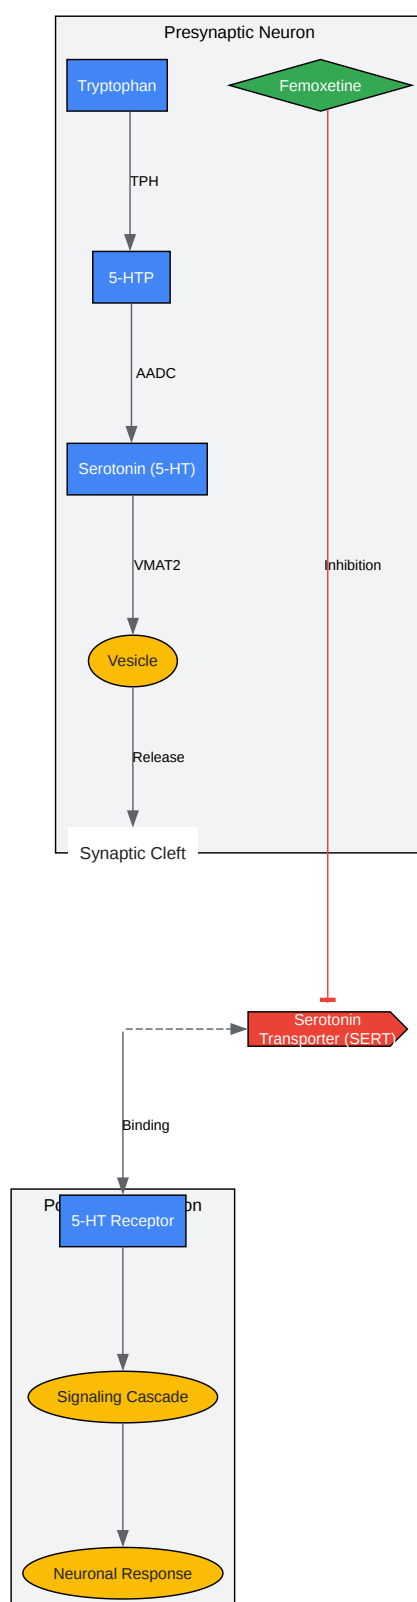 Presynaptic Neuron
Tryptophan
Femoxetine
TPH
5-HTP
AADC
Serotonin (5-HT)
VMAT2
Inhibition
Vesicle
Release
Synaptic Cleft
Serotonin
Transporter (SERT)
Binding
5-HT Receptor
Signaling Cascade
Neuronal Response